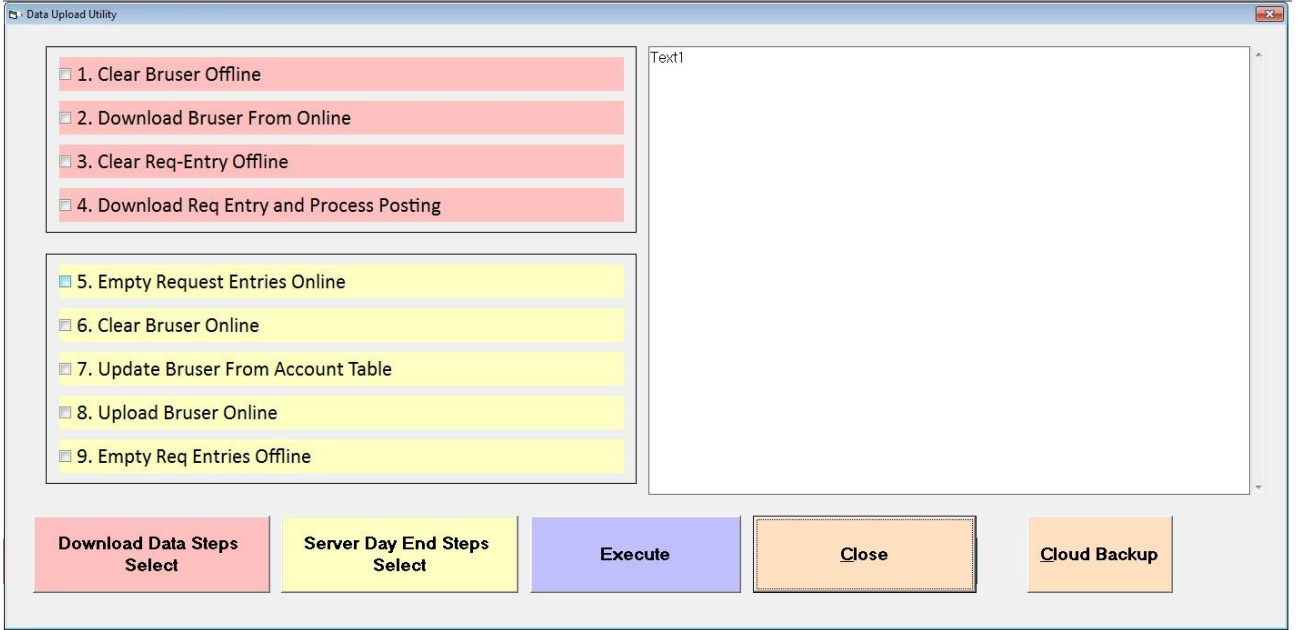 Data Upload Utility
1. Clear Bruser Offline
2. Download Bruser From Online
3. Clear Req-Entry Offline
4. Download Req Entry and Process Posting
Text1
5. Empty Request Entries Online
6. Clear Bruser Online
7. Update Bruser From Account Table
8. Upload Bruser Online
9. Empty Req Entries Offline
Download Data Steps
Select
Server Day End Steps
Select
Execute
Close
Cloud Backup